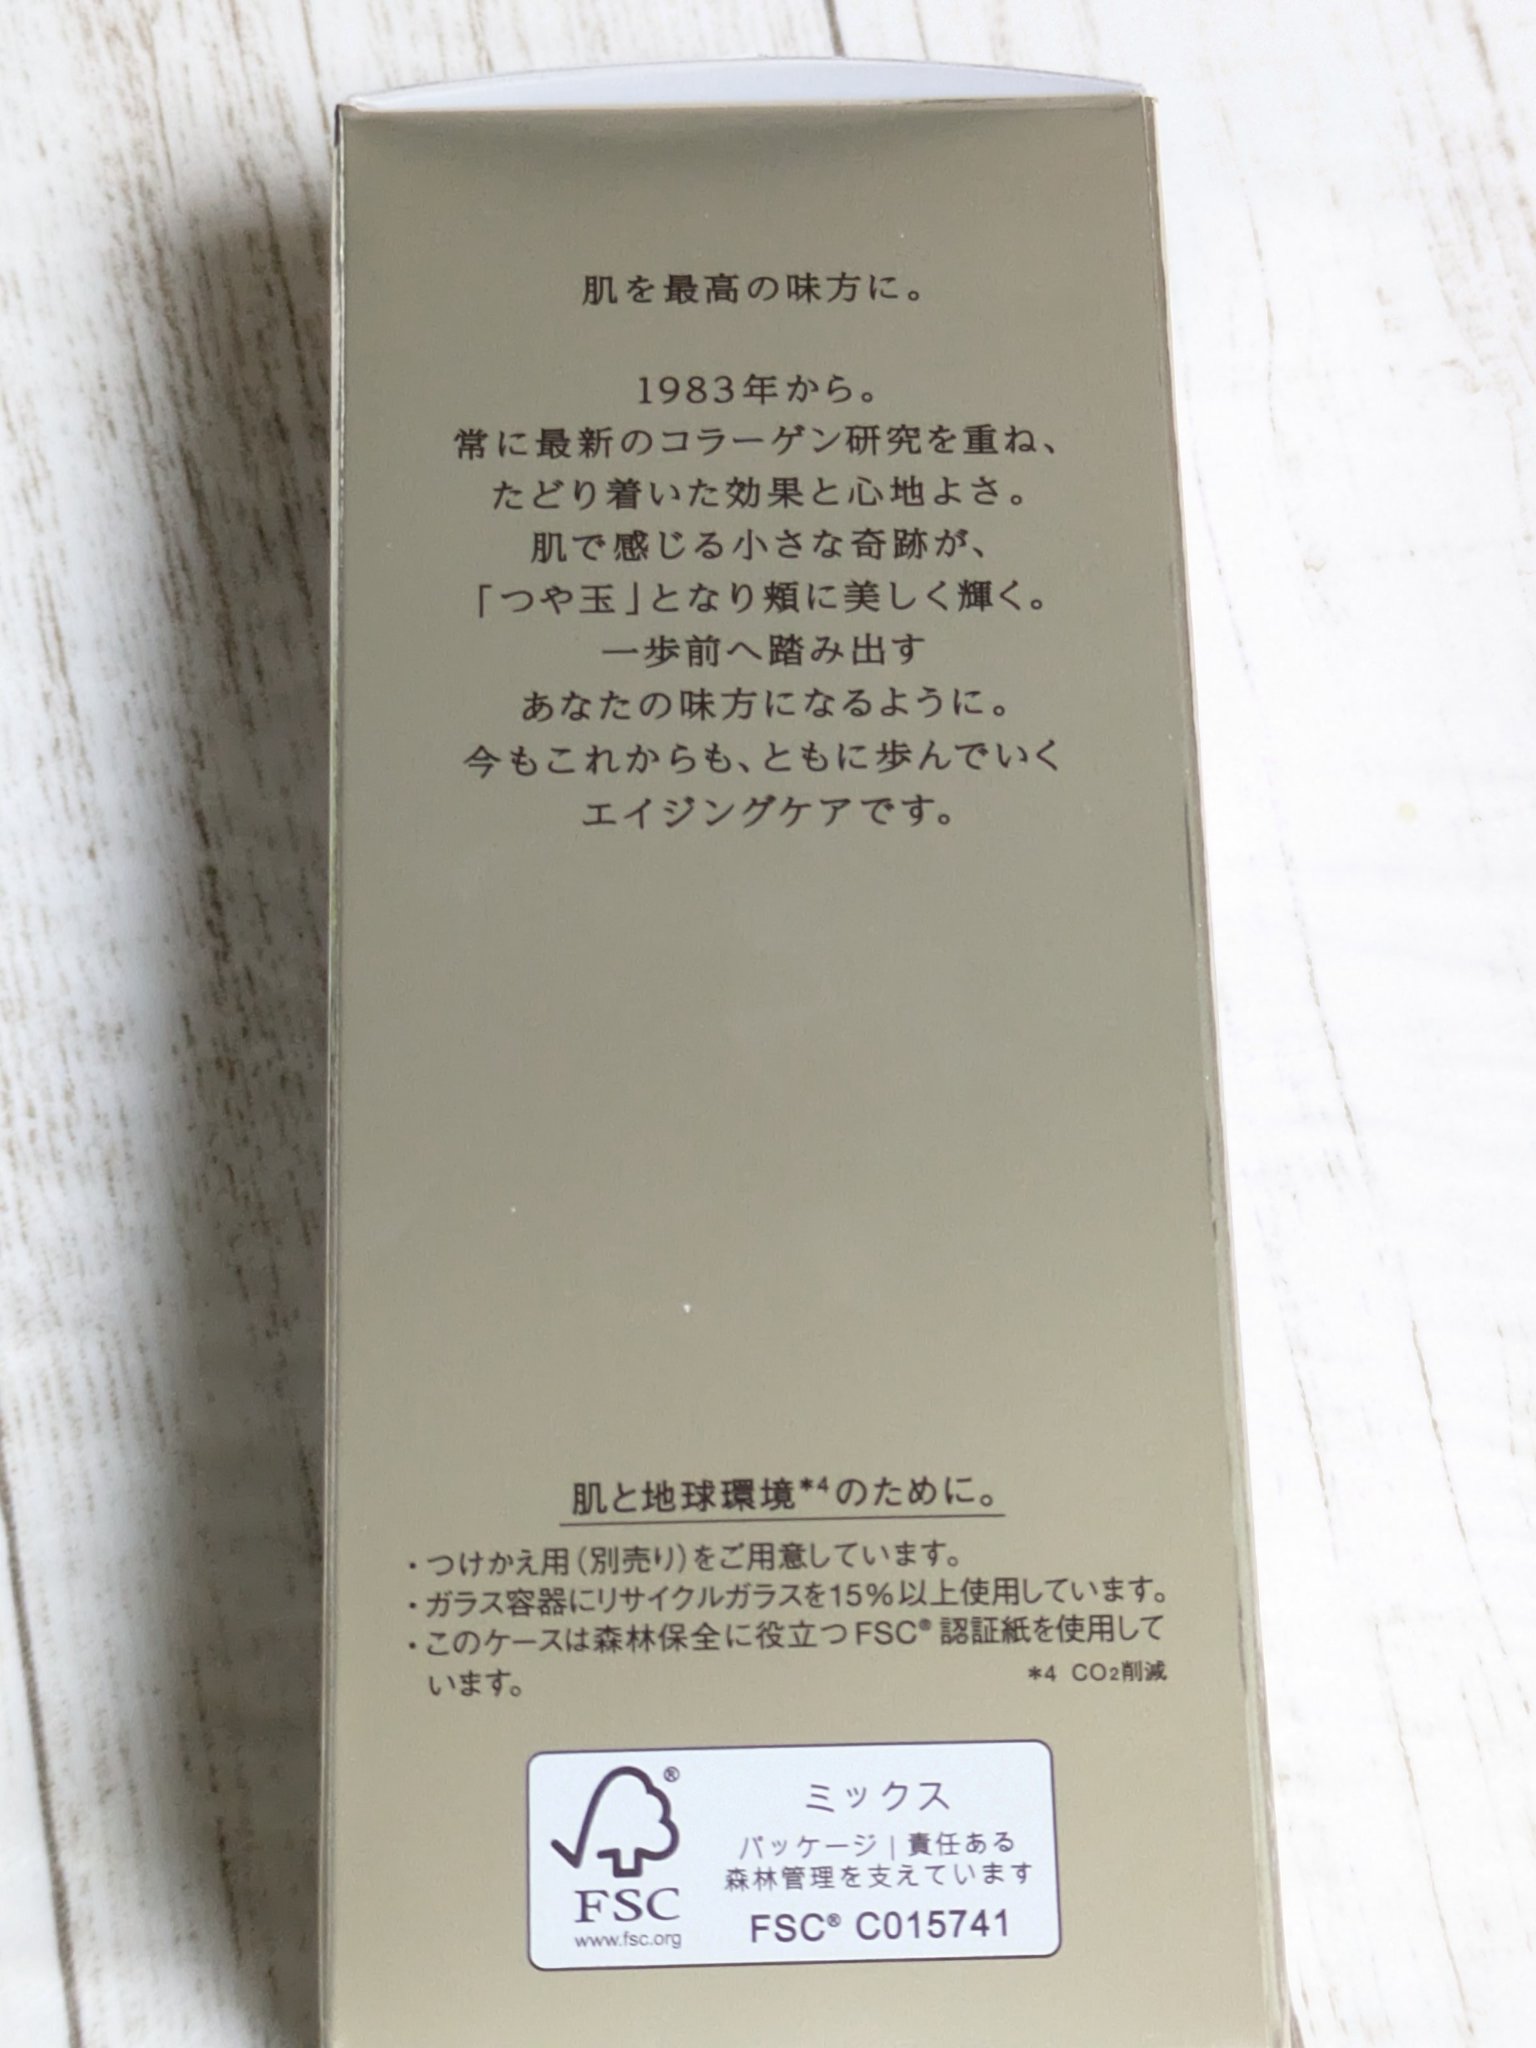 肌を最高の味方に。
1983年から。
常に最新のコラーゲン研究を重ね、
たどり着いた効果と心地よさ。
肌で感じる小さな奇跡が、
「つや玉」となり頬に美しく輝く。
一歩前へ踏み出す
あなたの味方になるように。
今もこれからも、ともに歩んでいく
エイジングケアです。
肌と地球環境*4のために。
・つけかえ用(別売り)をご用意しています。
・ガラス容器にリサイクルガラスを15%以上使用しています。
・このケースは森林保全に役立つFSC®認証紙を使用して
います。
*4 CO2削減
®
FSC
www.fsc.org
ミックス
パッケージ|責任ある
森林管理を支えています
FSC® C015741